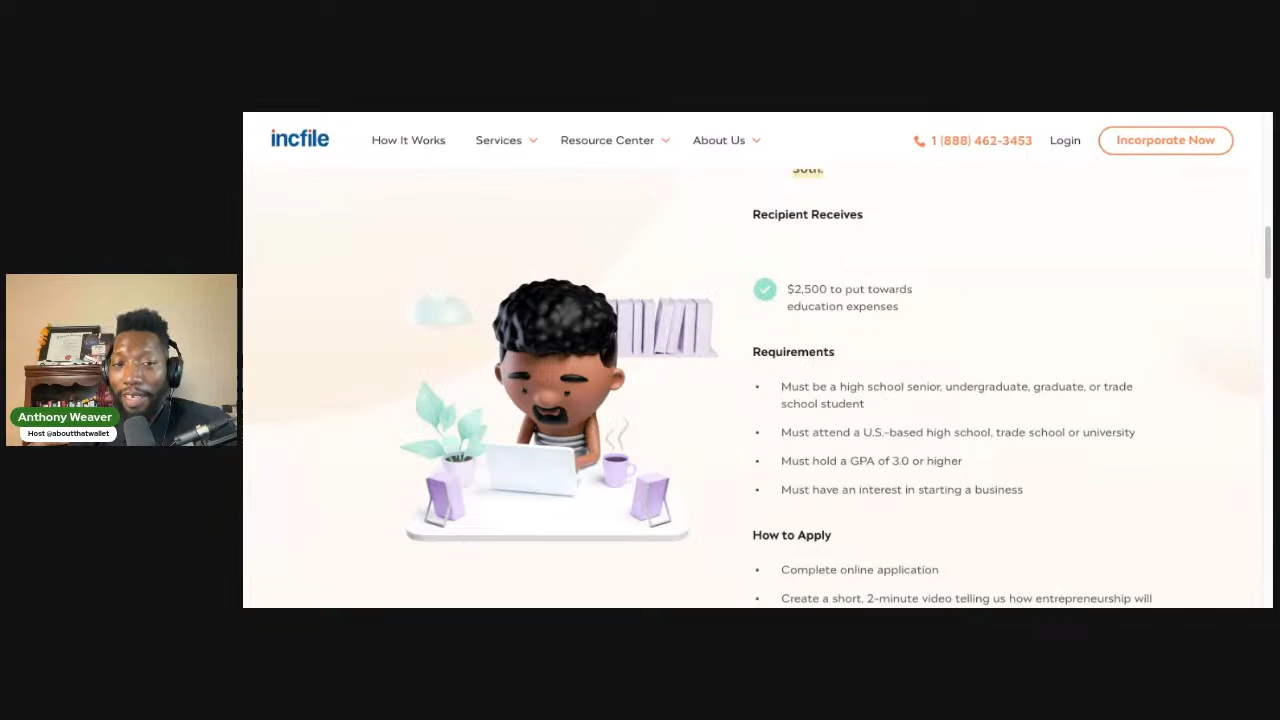 incfile
How It Works
Services
Resource Center
About Us
1 (888) 462-3453
Login
Incorporate Now
Recipient Receives
$2,500 to put towards
education expenses
Requirements
Must be a high school senior, undergraduate, graduate, or trade
school student
Must attend a U.S.-based high school, trade school or university
Must hold a GPA of 3.0 or higher
Must have an interest in starting a business
How to Apply
Complete online application
Create a short, 2-minute video telling us how entrepreneurship will
Anthony Weaver
Host @aboutthatwallet